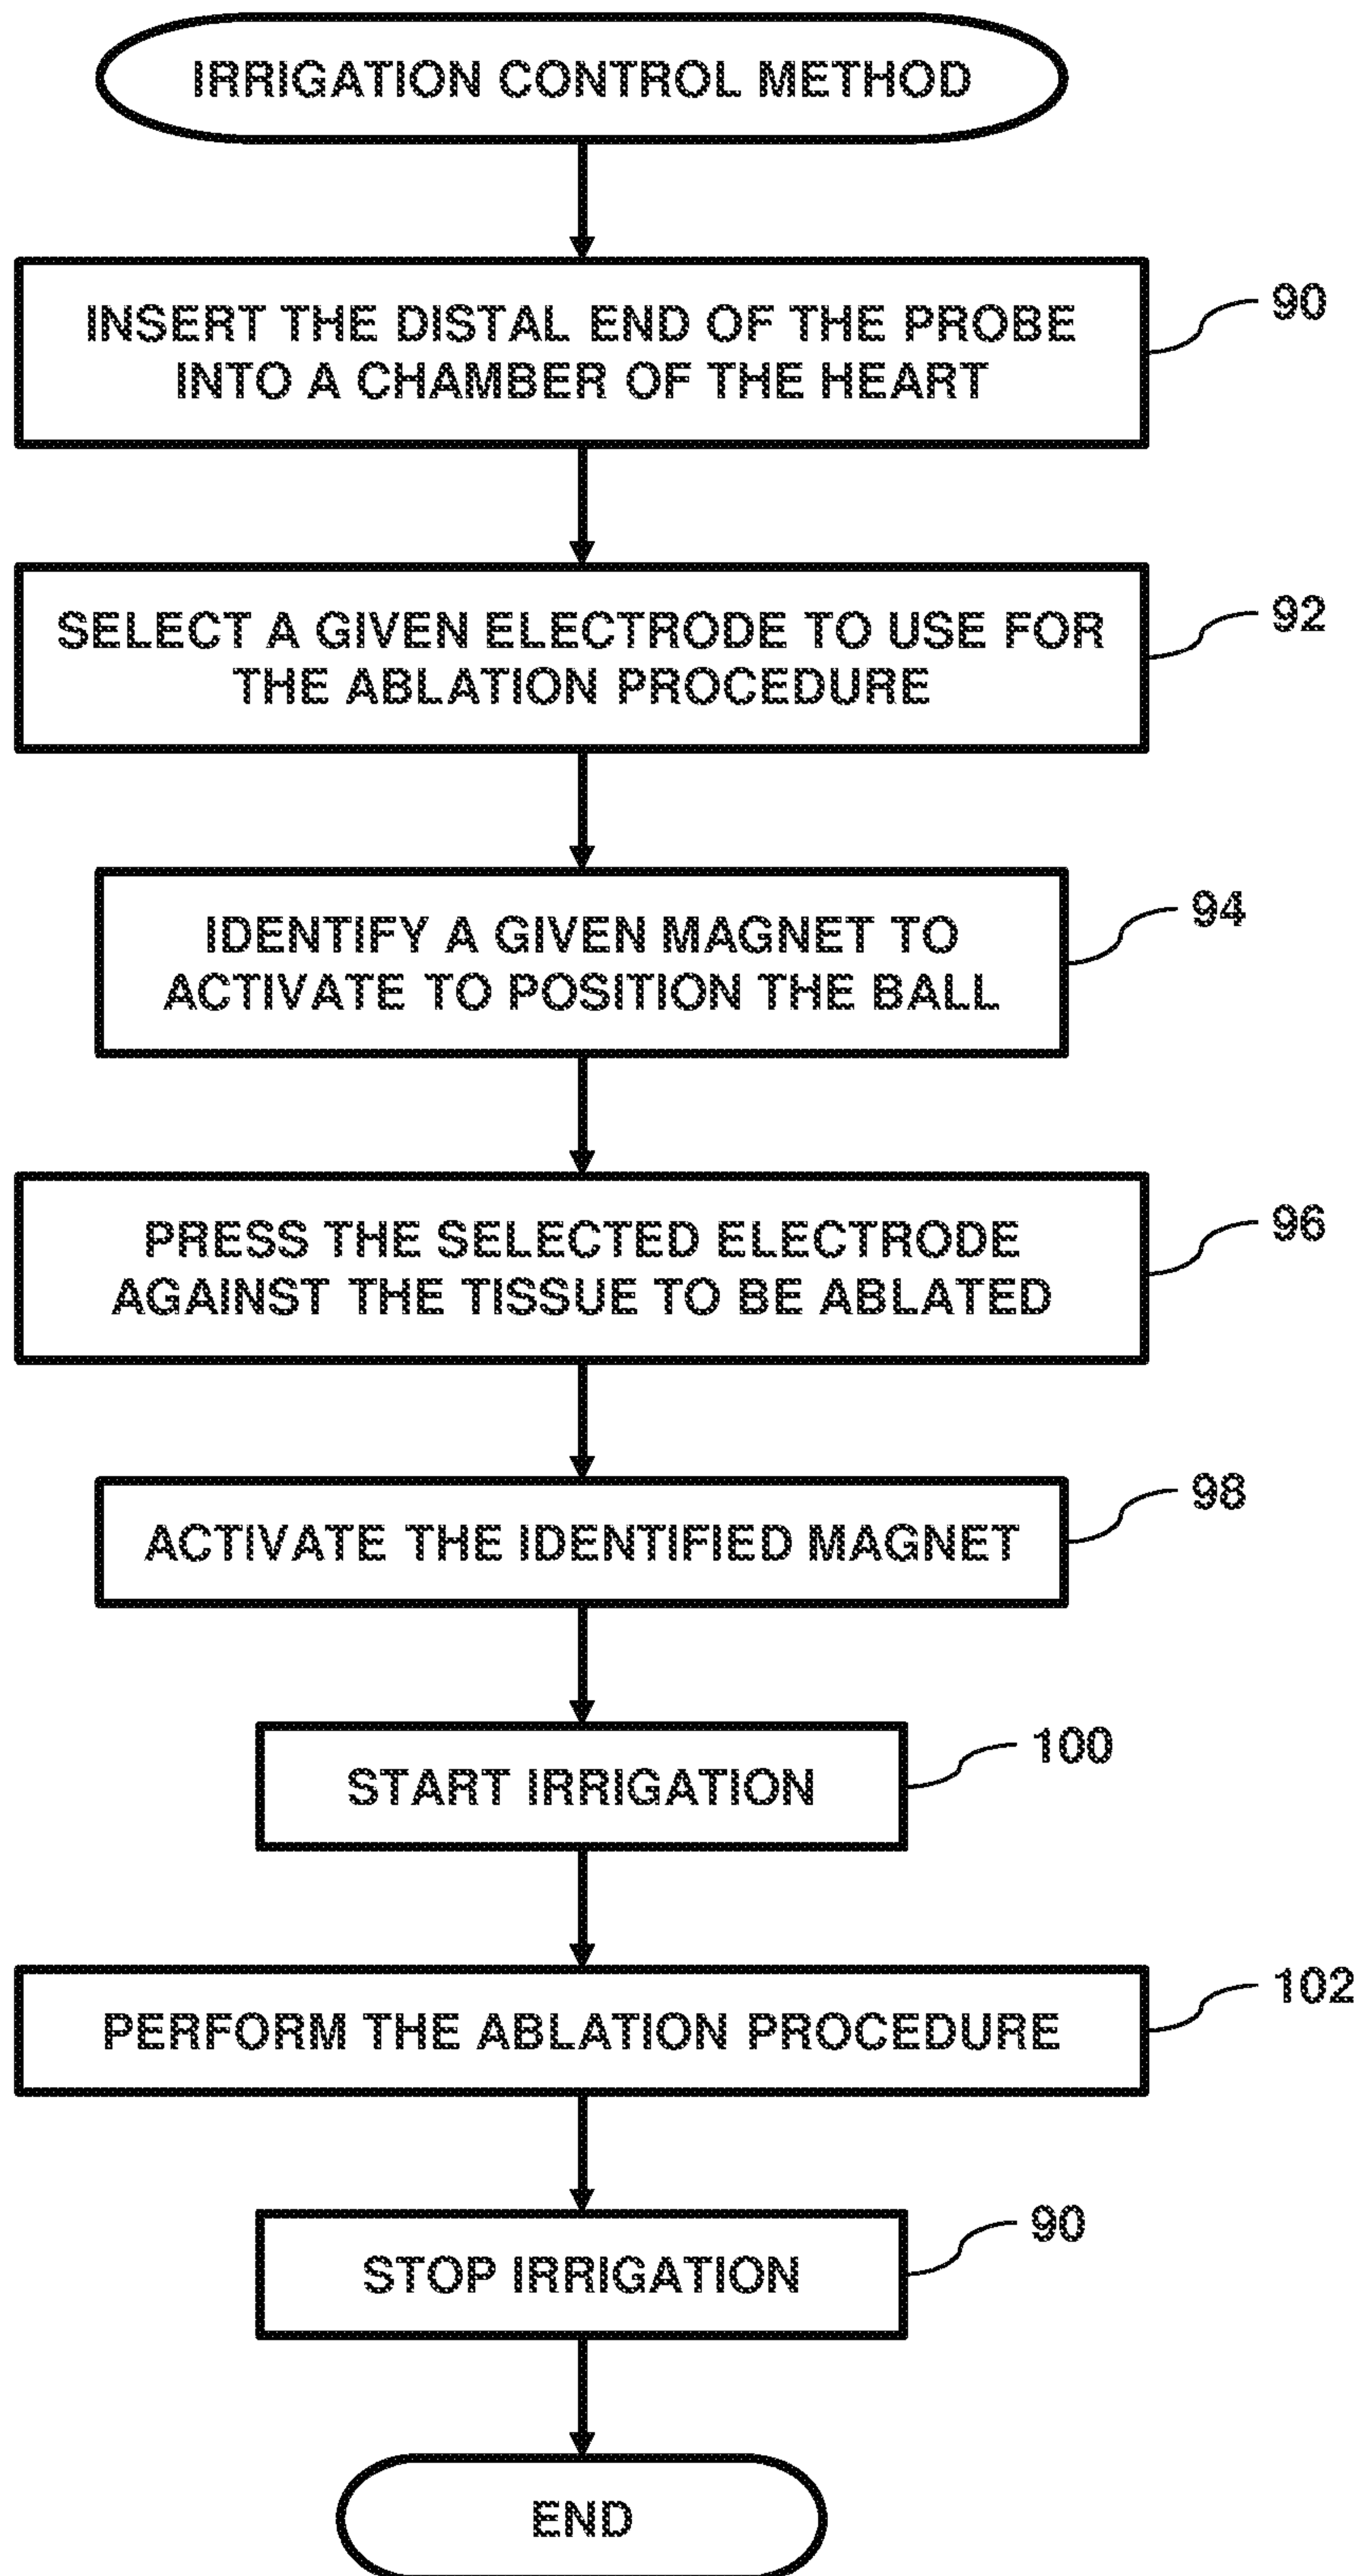 IRRIGATION CONTROL METHOD
INSERT THE DISTAL END OF THE PROBE
INTO A CHAMBER OF THE HEART
90
SELECT A GIVEN ELECTRODE TO USE FOR
THE ABLATION PROCEDURE
92
IDENTIFY A GIVEN MAGNET TO
ACTIVATE TO POSITION THE BALL
94
PRESS THE SELECTED ELECTRODE
AGAINST THE TISSUE TO BE ABLATED
96
ACTIVATE THE IDENTIFIED MAGNET
98
START IRRIGATION
100
PERFORM THE ABLATION PROCEDURE
102
STOP IRRIGATION
90
END